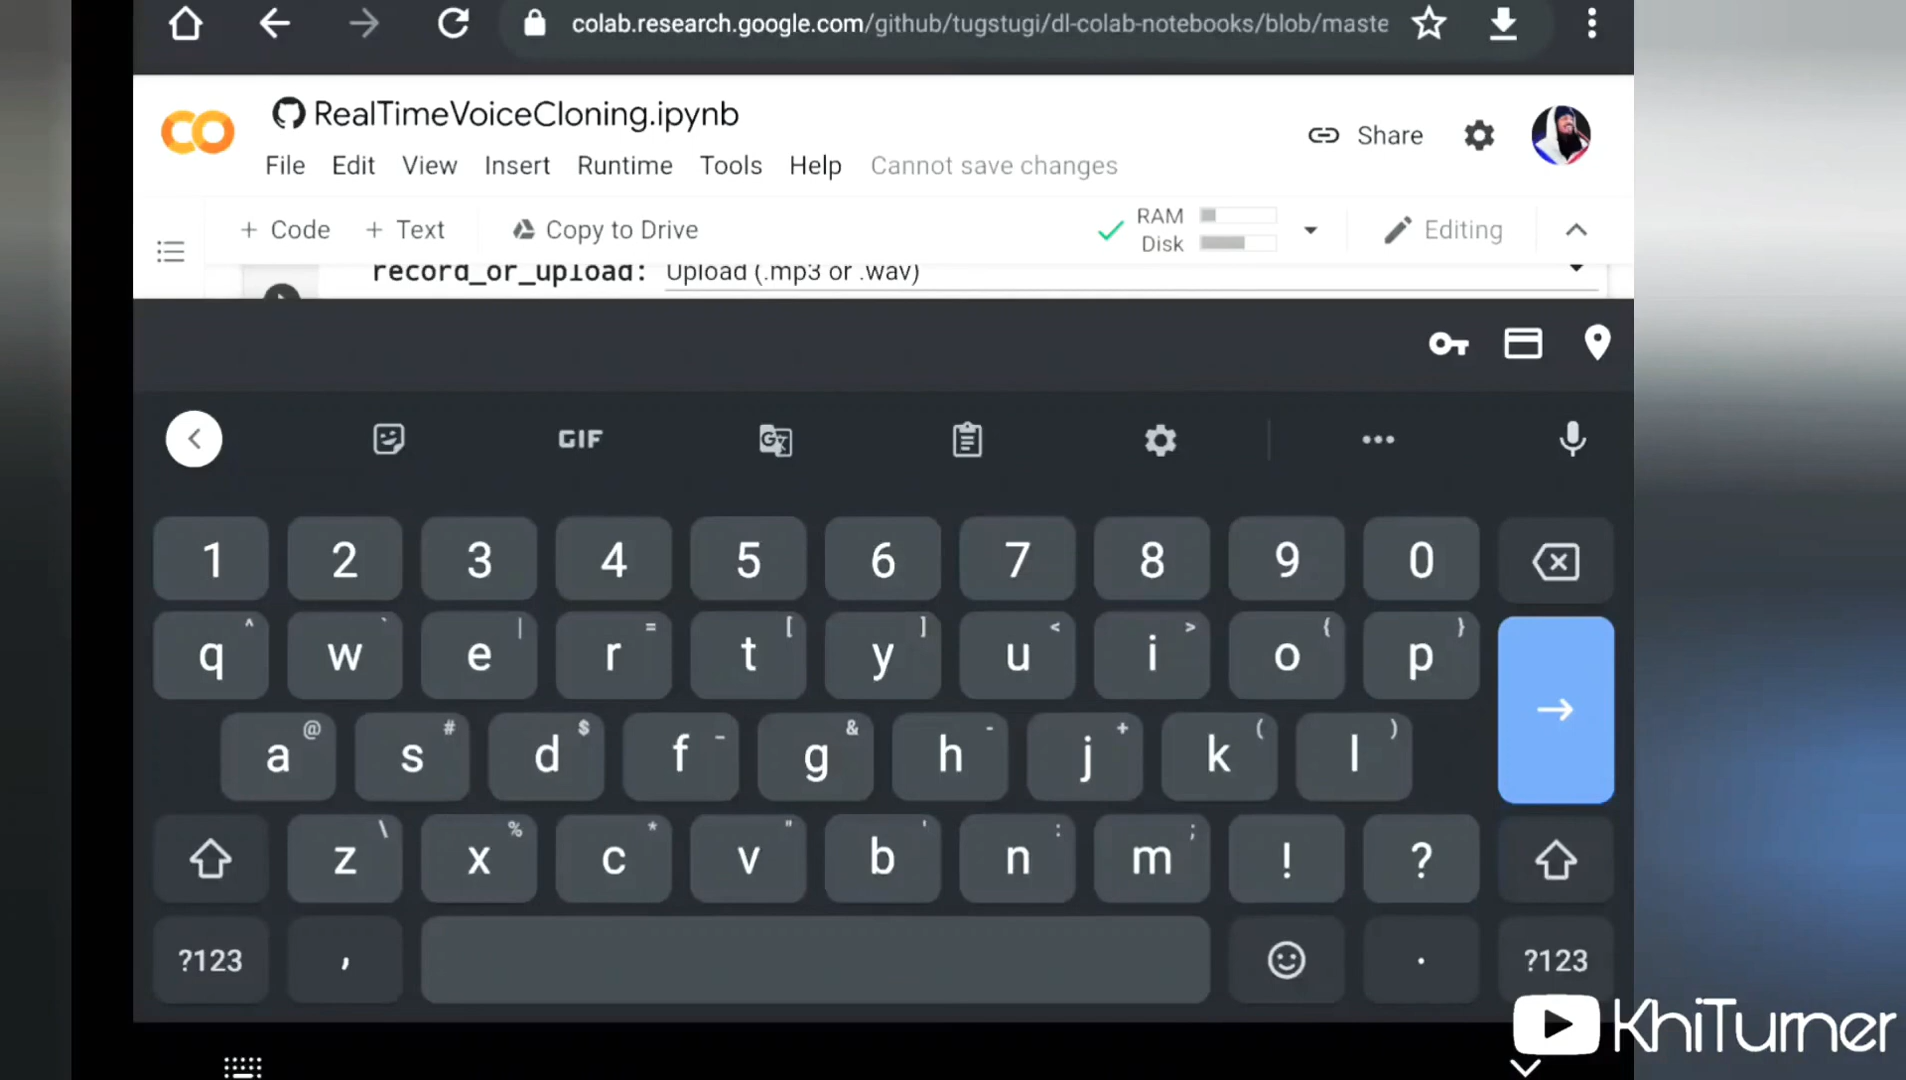 colab.research.google.com/github/tugstugi/dl-colab-notebooks/blob/maste
RealTimeVoiceCloning.ipynb
File Edit View Insert Runtime Tools Help Cannot save changes
Share
+ Code + Text Copy to Drive
RAM
Disk
Editing
record_or_upload: Upload (.mp3 or .wav)
GIF
1 2 3 4 5 6 7 8 9 0
^ ` | = [ ] < > { }
q w e r t y u i o p
@ # $ _ & - + ( )
a s d f g h j k l
\ % * " ' : ;
z x c v b n m ! ?
?123 , . ?123
KhiTurner